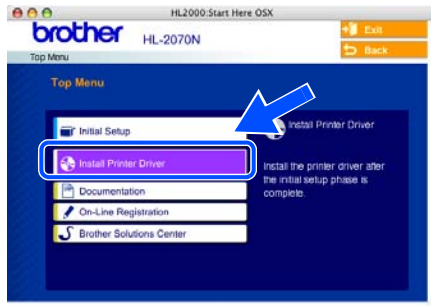 HL2000:Start Here OSX
brother HL-2070N
Exit
Back
Top Menu
Top Menu
Initial Setup
Install Printer Driver
Documentation
On-Line Registration
Brother Solutions Center
Install Printer Driver
Install the printer driver after
the initial setup phase is
complete.